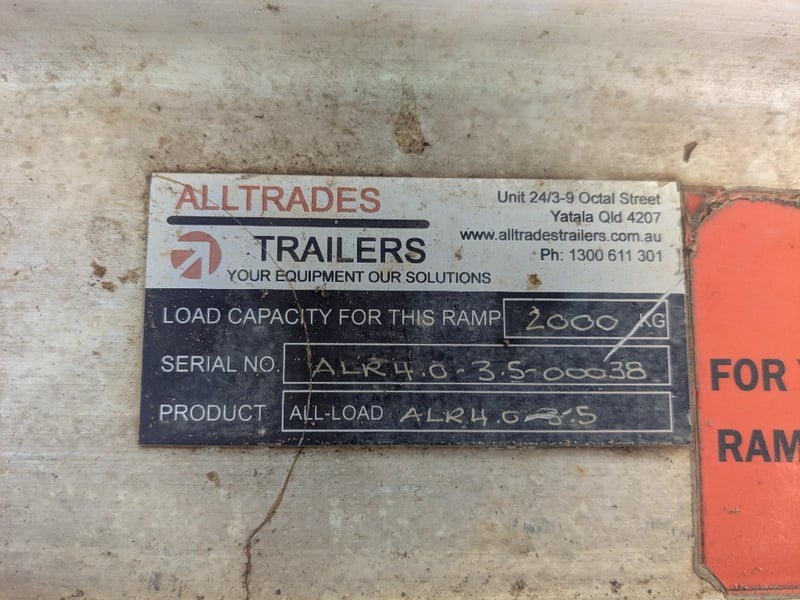 ALLTRADES
TRAILERS
YOUR EQUIPMENT OUR SOLUTIONS
Unit 24/3-9 Octal Street
Yatala Qld 4207
www.alltradestrailers.com.au
Ph: 1300 611 301
LOAD CAPACITY FOR THIS RAMP 2000 KG
SERIAL NO. ALR4.0-3.5-00038
PRODUCT ALL-LOAD ALR4.0-3.5
FOR
RAM